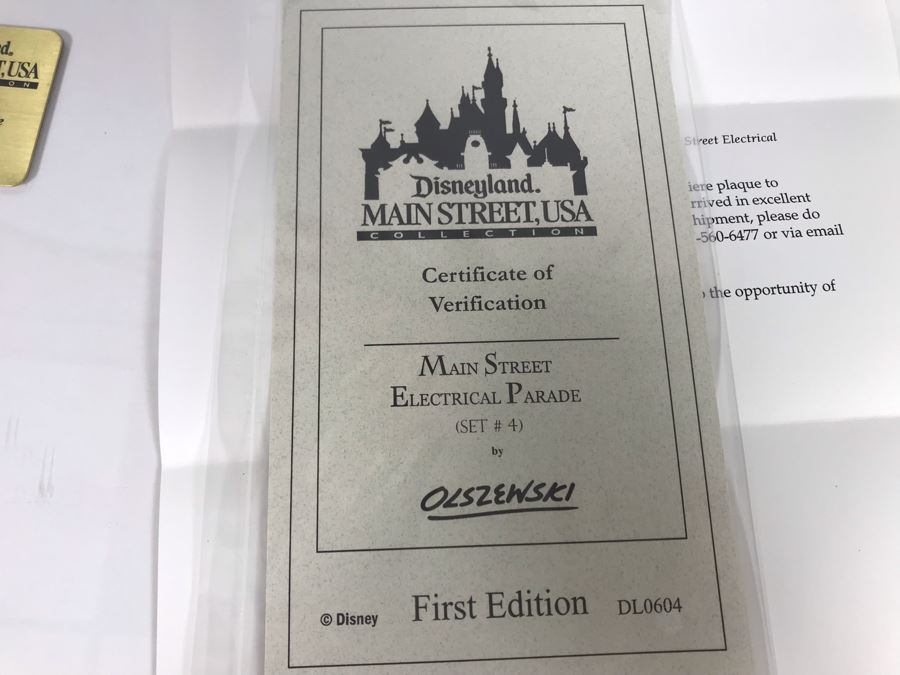 d.
T, USA
O N
Disneyland.
MAIN STREET, USA
COLLECTION
Certificate of
Verification
MAIN STREET
ELECTRICAL PARADE
(SET # 4)
by
OLSZEWSKI
© Disney First Edition DL0604
Street Electrical
iere plaque to
rrived in excellent
hipment, please do
-560-6477 or via email
the opportunity of